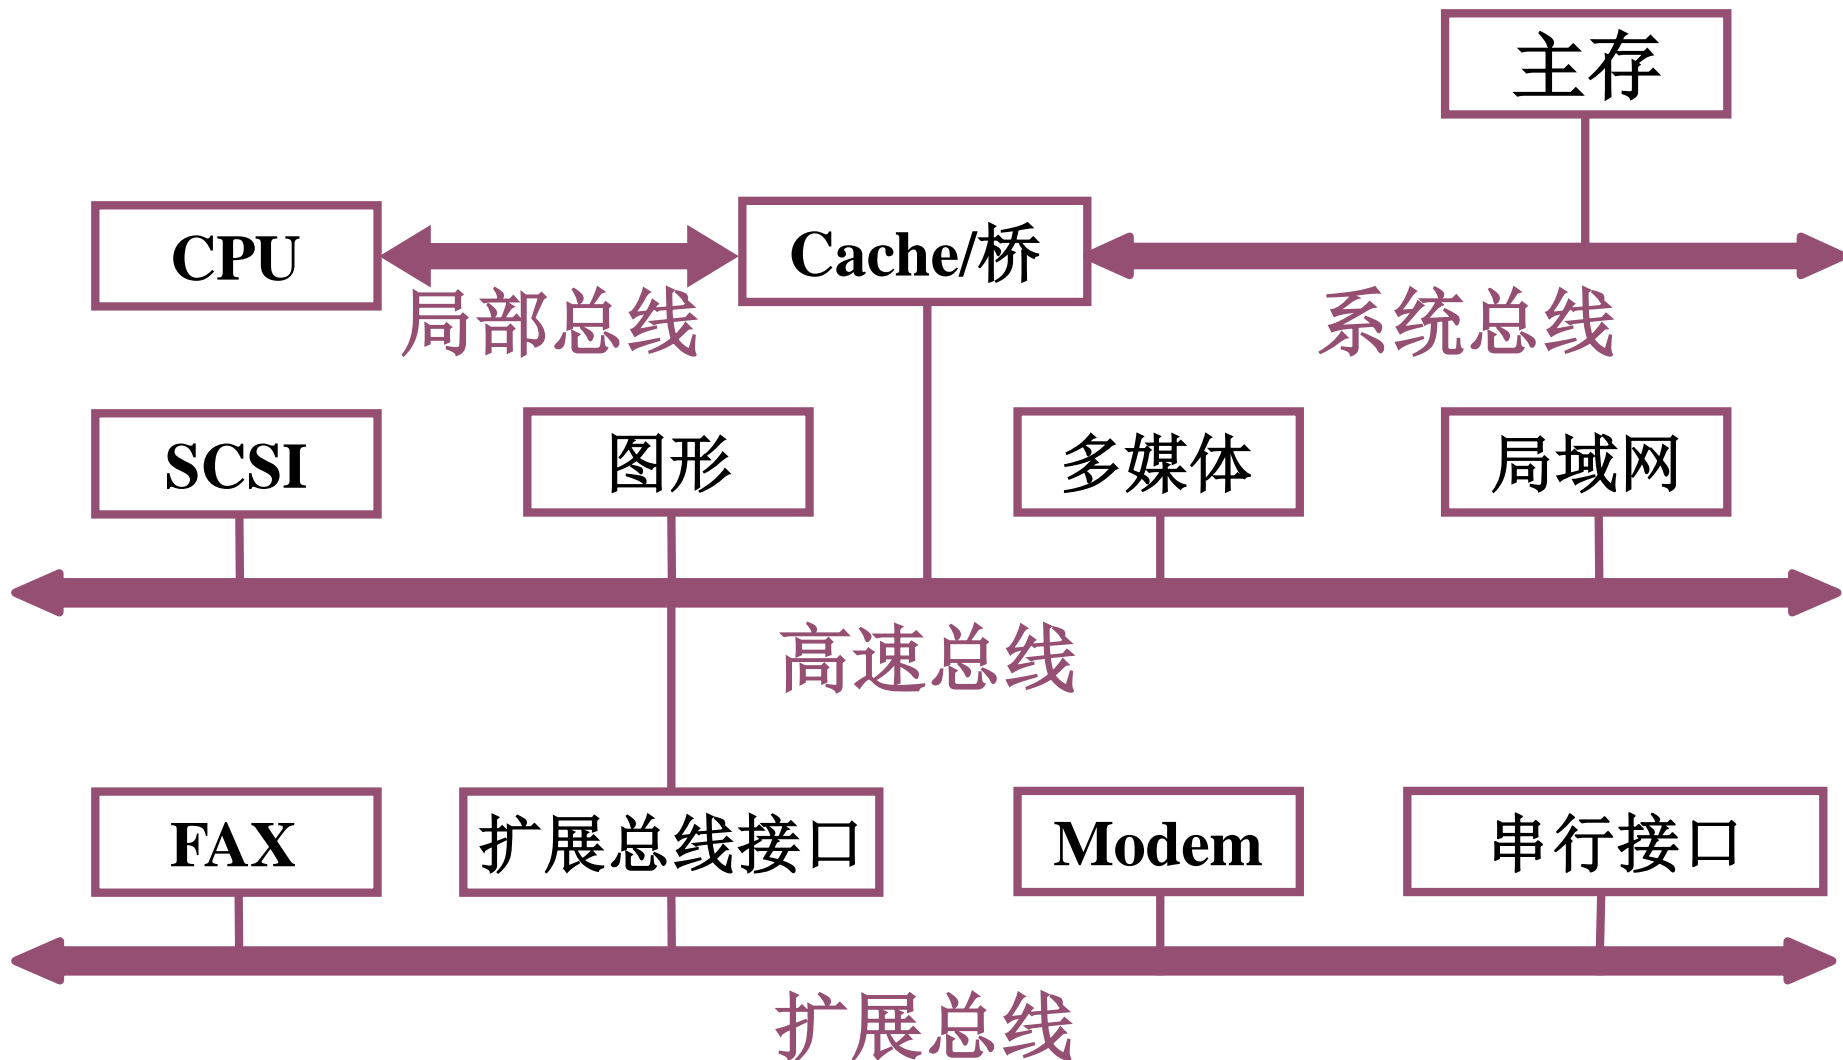 主存
CPU
Cache/桥
局部总线
系统总线
SCSI
图形
多媒体
局域网
高速总线
FAX
扩展总线接口
Modem
串行接口
扩展总线